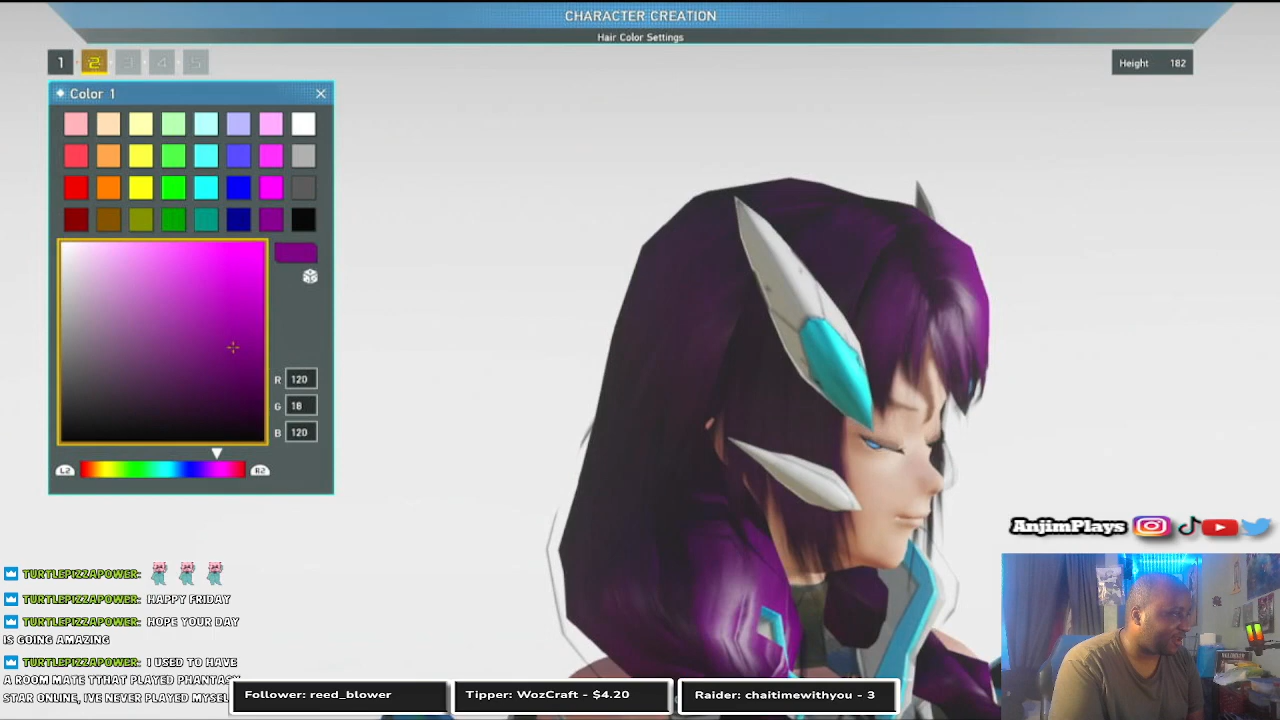 CHARACTER CREATION
Hair Color Settings
1 2 3 4 5
Height 182
Color 1
R 120
G 18
B 120
L2 R2
AnjimPlays
TURTLEPIZZAPOWER:
TURTLEPIZZAPOWER: HAPPY FRIDAY
TURTLEPIZZAPOWER: HOPE YOUR DAY
IS GOING AMAZING
TURTLEPIZZAPOWER: I USED TO HAVE
A ROOM MATE TTHAT PLAYED PHANTASY
STAR ONLINE, IVE NEVER PLAYED MYSELF
Follower: reed_blower
Tipper: WozCraft - $4.20
Raider: chaitimewithyou - 3